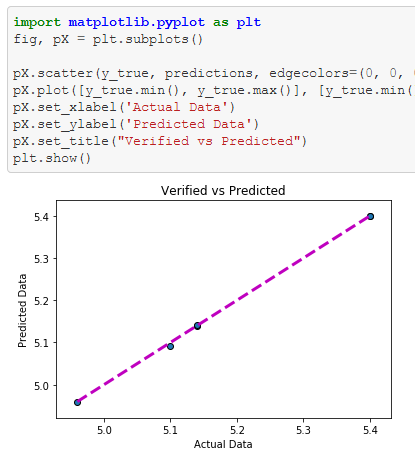 import matplotlib.pyplot as plt
fig, pX = plt.subplots()
pX.scatter(y_true, predictions, edgecolors=(0, 0,
pX.plot([y_true.min(), y_true.max()], [y_true.min(
pX.set_xlabel('Actual Data')
pX.set_ylabel('Predicted Data')
pX.set_title("Verified vs Predicted")
plt.show()
Verified vs Predicted
5.4
5.3
5.2
5.1
5.0
Predicted Data
5.0 5.1 5.2 5.3 5.4
Actual Data